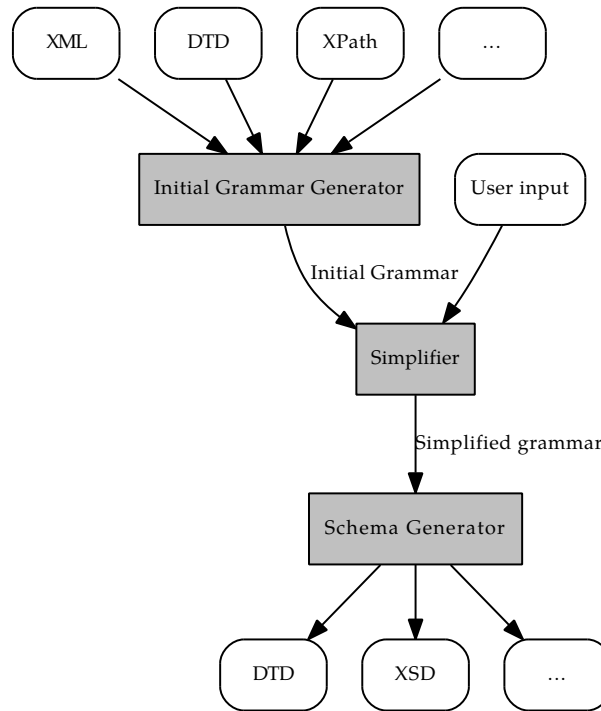 XML
DTD
XPath
...
Initial Grammar Generator
User input
Initial Grammar
Simplifier
Simplified grammar
Schema Generator
DTD
XSD
...